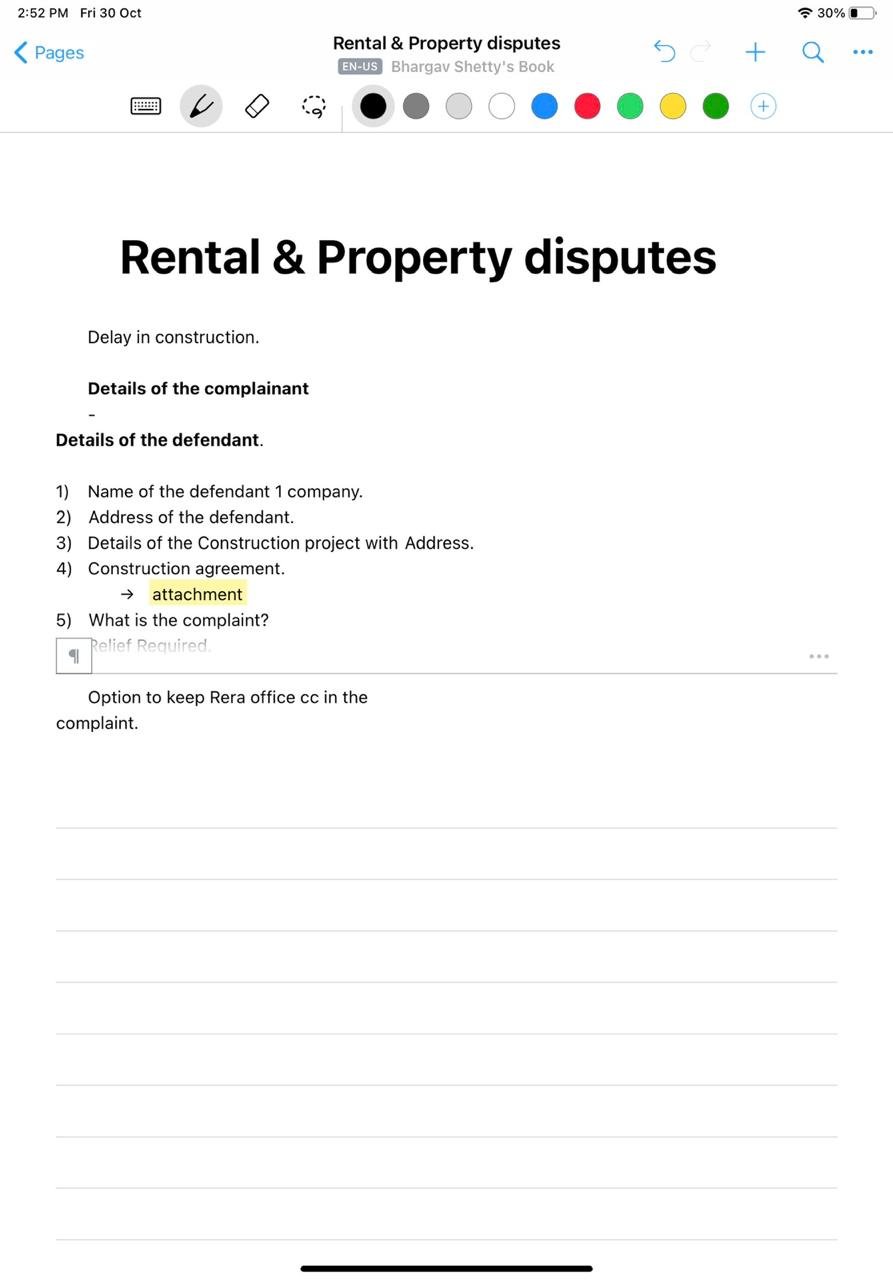 2:52 PM Fri 30 Oct 30%
Pages
Rental & Property disputes
EN-US Bhargav Shetty's Book
Rental & Property disputes
Delay in construction.
Details of the complainant
-
Details of the defendant.
1) Name of the defendant 1 company.
2) Address of the defendant.
3) Details of the Construction project with Address.
4) Construction agreement.
→ attachment
5) What is the complaint?
Relief Required.
Option to keep Rera office cc in the
complaint.